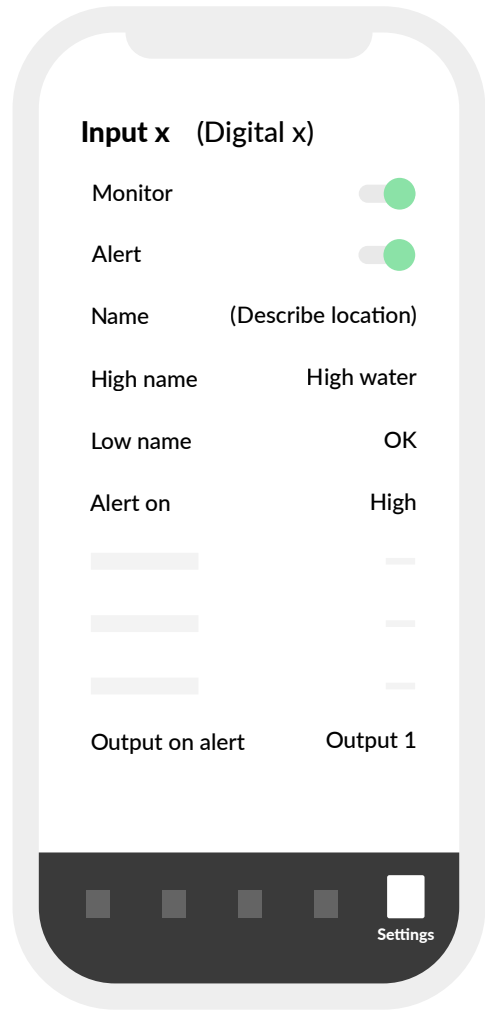 Input x (Digital x)
Monitor
Alert
Name (Describe location)
High name High water
Low name OK
Alert on High
Output on alert Output 1
Settings